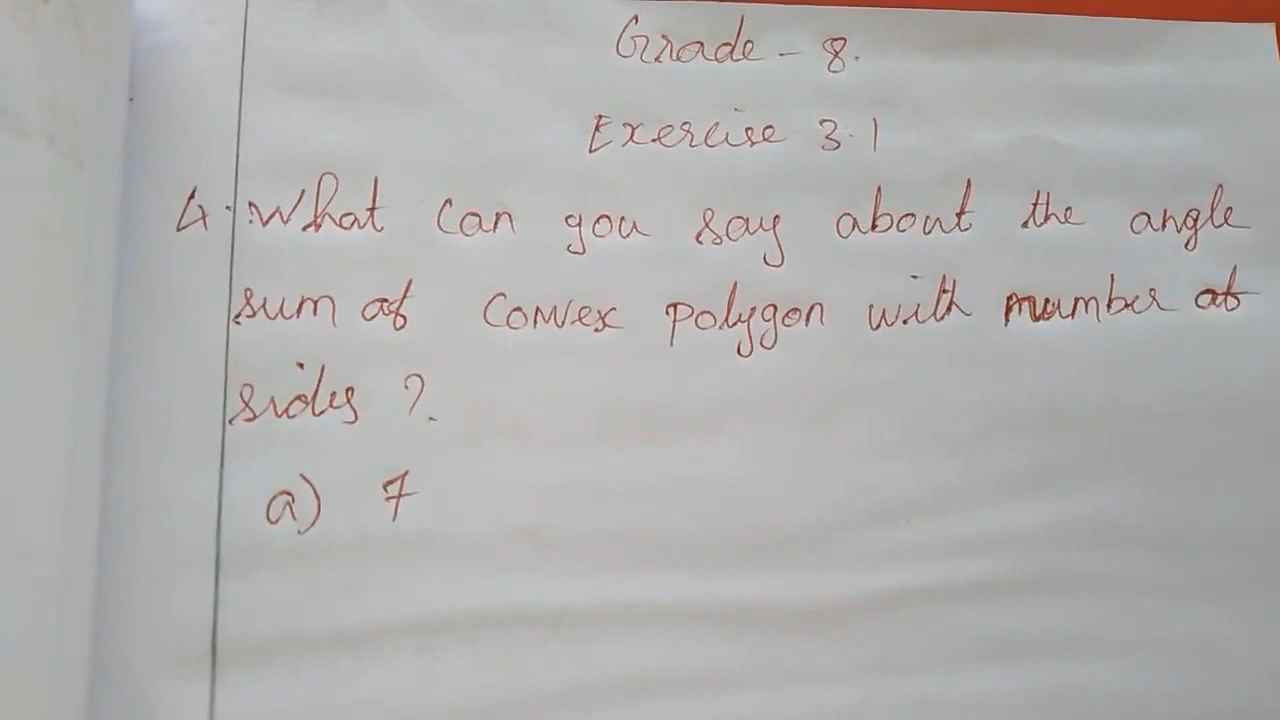 Grade - 8.
Exercise 3.1
4. What can you say about the angle
sum of convex polygon with number of
sides ?
a) 7